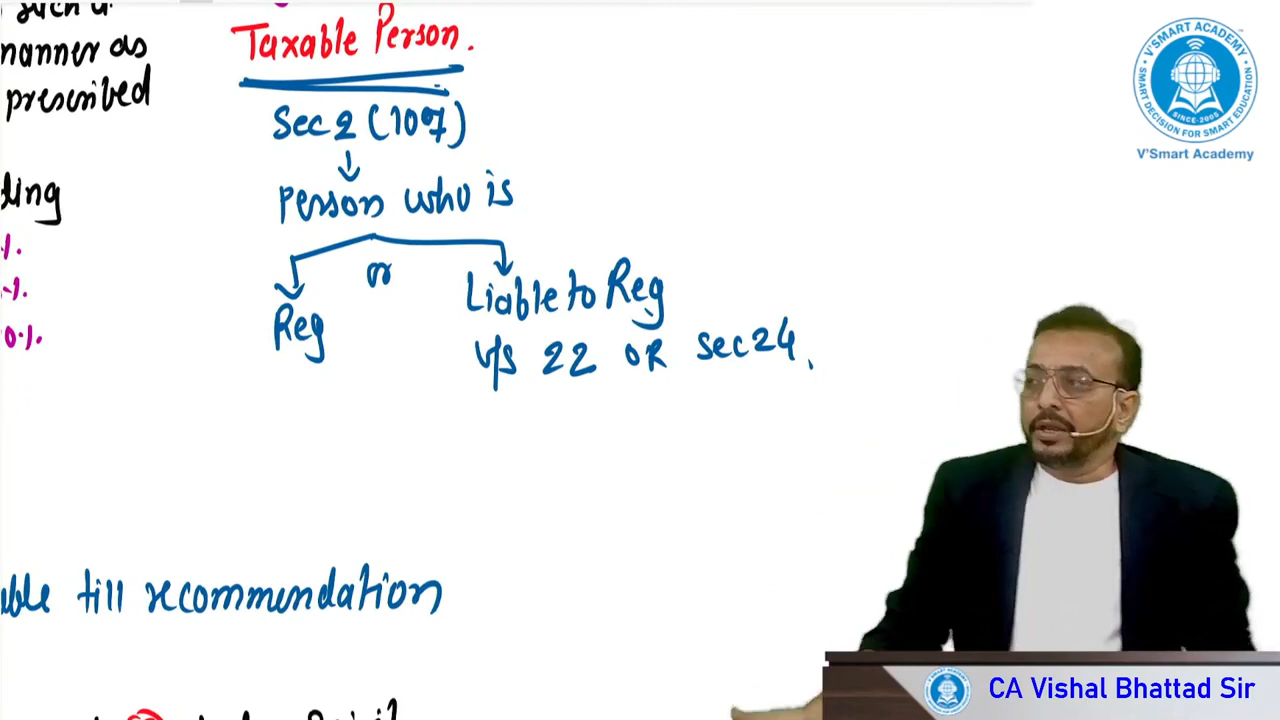 such a
manner as
prescribed
Taxable Person.
Sec 2 (107)
Person who is
or
Reg
Liable to Reg
u/s 22 OR sec 24.
till recommendation
V'SMART ACADEMY
SMART DECISION FOR SMART EDUCATION
SINCE-2005
V'Smart Academy
CA Vishal Bhattad Sir